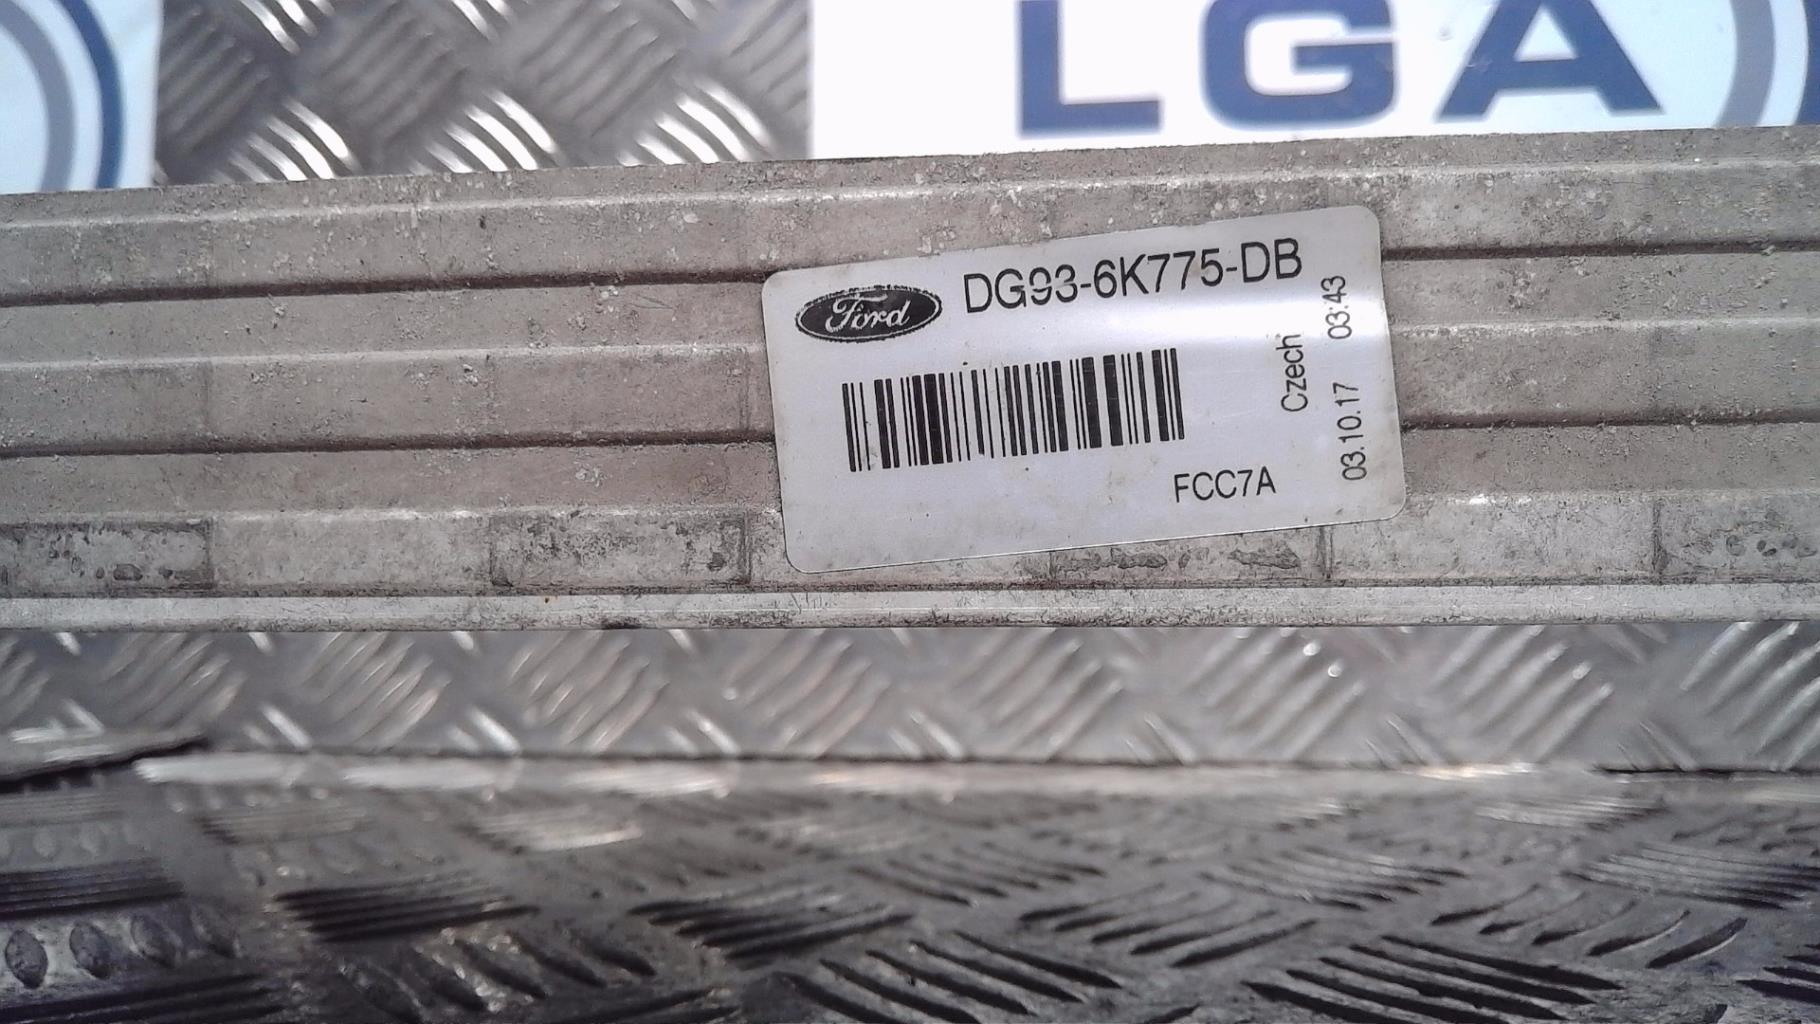 LGA
Ford
DG93-6K775-DB
Czech
03.10.17 03:43
FCC7A